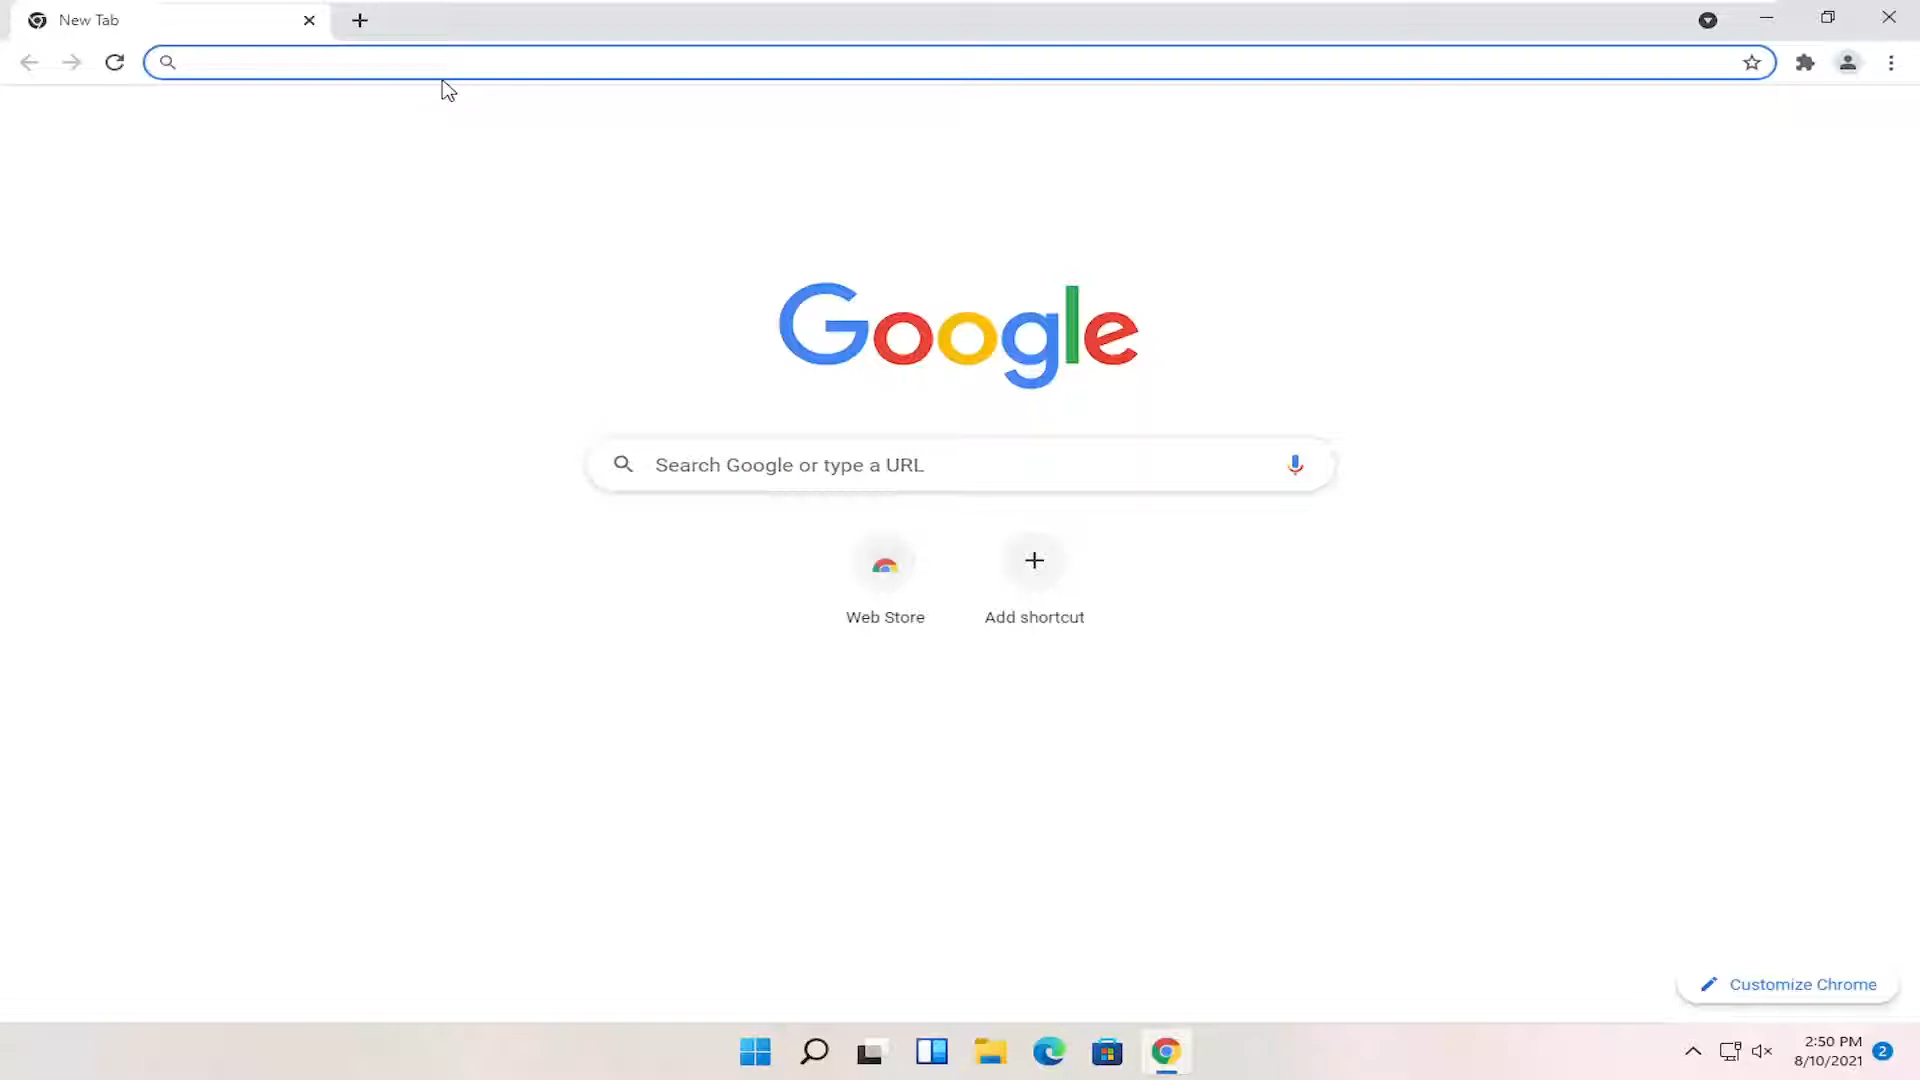 New Tab
Google
Search Google or type a URL
Web Store
Add shortcut
Customize Chrome
2:50 PM
8/10/2021
2